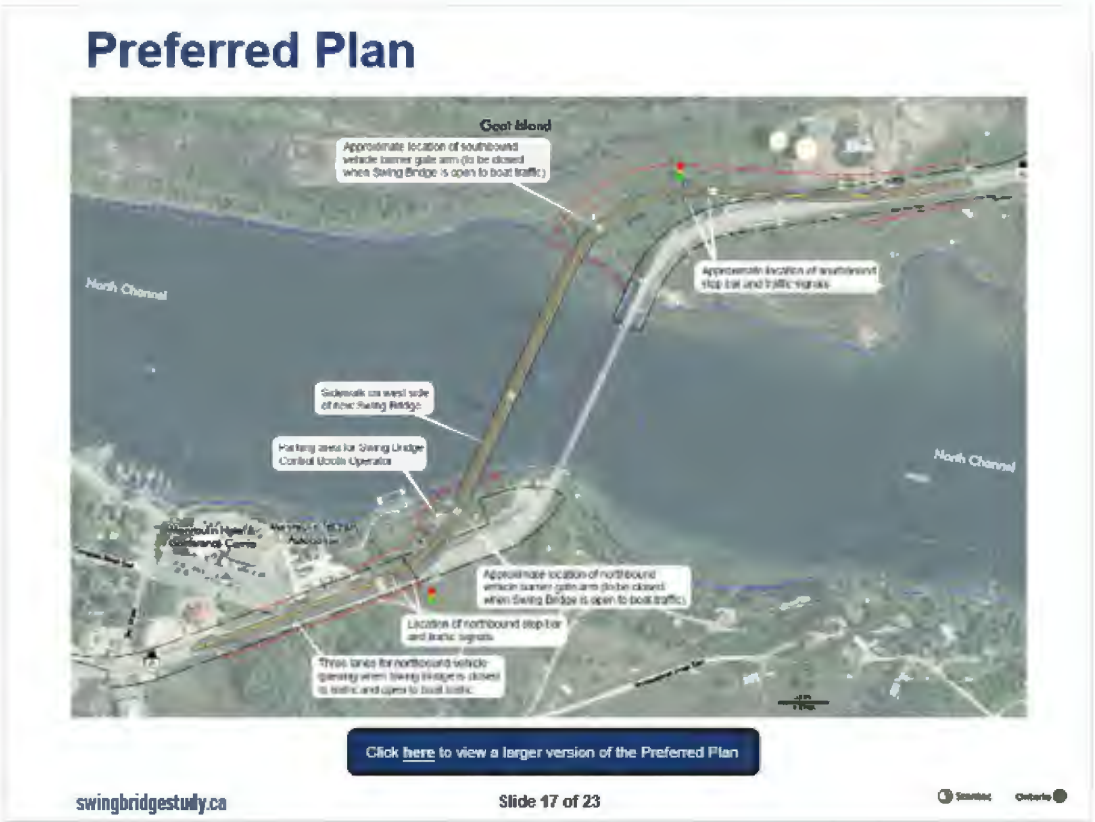 Preferred Plan
Goat Island
Approximate location of southbound
vehicle barrier gate arm (to be closed
when Swing Bridge is open to boat traffic)
North Channel
Approximate location of southbound
stop bar and traffic signals
Sidewalk on west side
of new Swing Bridge
Parking area for Swing Bridge
Control Booth Operator
North Channel
Manitoulin Hotel &
Conference Centre
Approximate location of northbound
vehicle barrier gate arm (to be closed
when Swing Bridge is open to boat traffic)
Location of northbound stop bar
and traffic signals
Three lanes for northbound vehicle
queuing when Swing Bridge is closed
to traffic and open to boat traffic
Click here to view a larger version of the Preferred Plan
swingbridgestudy.ca
Slide 17 of 23
Stantec
Ontario